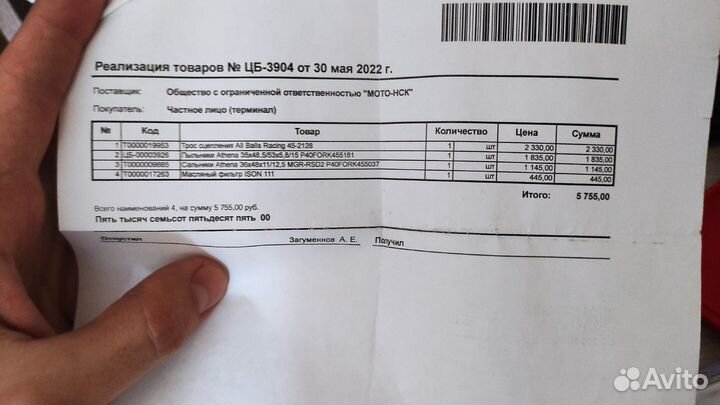 Реализация товаров № ЦБ-3904 от 30 мая 2022 г.
Поставщик: Общество с ограниченной ответственностью "МОТО-НСК"
Покупатель: Частное лицо (терминал)
№ Код Товар Количество Цена Сумма
1 Т0000019953 Трос сцепления All Balls Racing 45-2128 1 шт 2 330,00 2 330,00
2 ЦБ-00003926 Пыльники Athena 35x48,5/53x5,8/15 P40FORK455181 1 шт 1 835,00 1 835,00
3 Т0000009885 Сальники Athena 36x48x11/12,5 MGR-RSD2 P40FORK455037 1 шт 1 145,00 1 145,00
4 Т0000017263 Масляный фильтр ISON 111 1 шт 445,00 445,00
Итого: 5 755,00
Всего наименований 4, на сумму 5 755,00 руб.
Пять тысяч семьсот пятьдесят пять 00
Отпустил Загуменнов А. Е. Получил
Avito